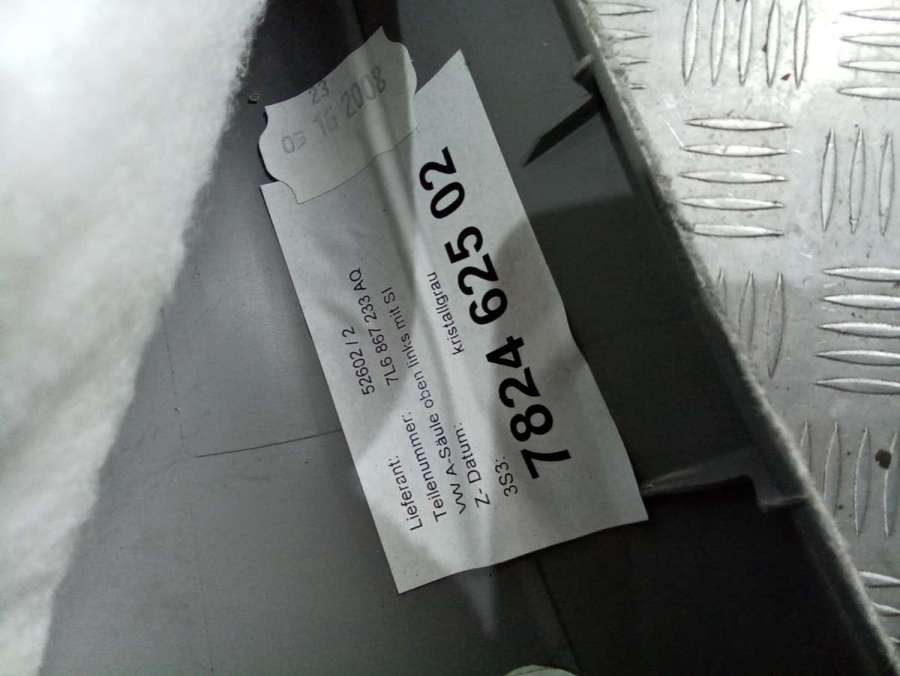 23
05 16 2008
Lieferant: 52602 / 2
Teilenummer: 7L6 867 233 AQ
VW A-Säule oben links mit SI
Z- Datum: kristallgrau
3S3:
7824 625 02